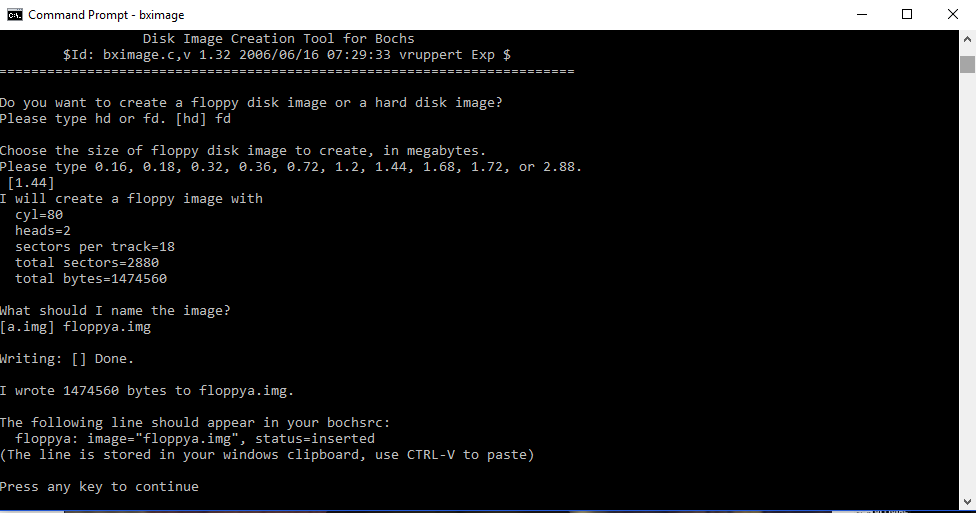 Command Prompt - bximage
Disk Image Creation Tool for Bochs
$Id: bximage.c,v 1.32 2006/06/16 07:29:33 vruppert Exp $
========================================================================
Do you want to create a floppy disk image or a hard disk image?
Please type hd or fd. [hd] fd
Choose the size of floppy disk image to create, in megabytes.
Please type 0.16, 0.18, 0.32, 0.36, 0.72, 1.2, 1.44, 1.68, 1.72, or 2.88.
[1.44]
I will create a floppy image with
cyl=80
heads=2
sectors per track=18
total sectors=2880
total bytes=1474560
What should I name the image?
[a.img] floppya.img
Writing: [] Done.
I wrote 1474560 bytes to floppya.img.
The following line should appear in your bochsrc:
floppya: image="floppya.img", status=inserted
(The line is stored in your windows clipboard, use CTRL-V to paste)
Press any key to continue